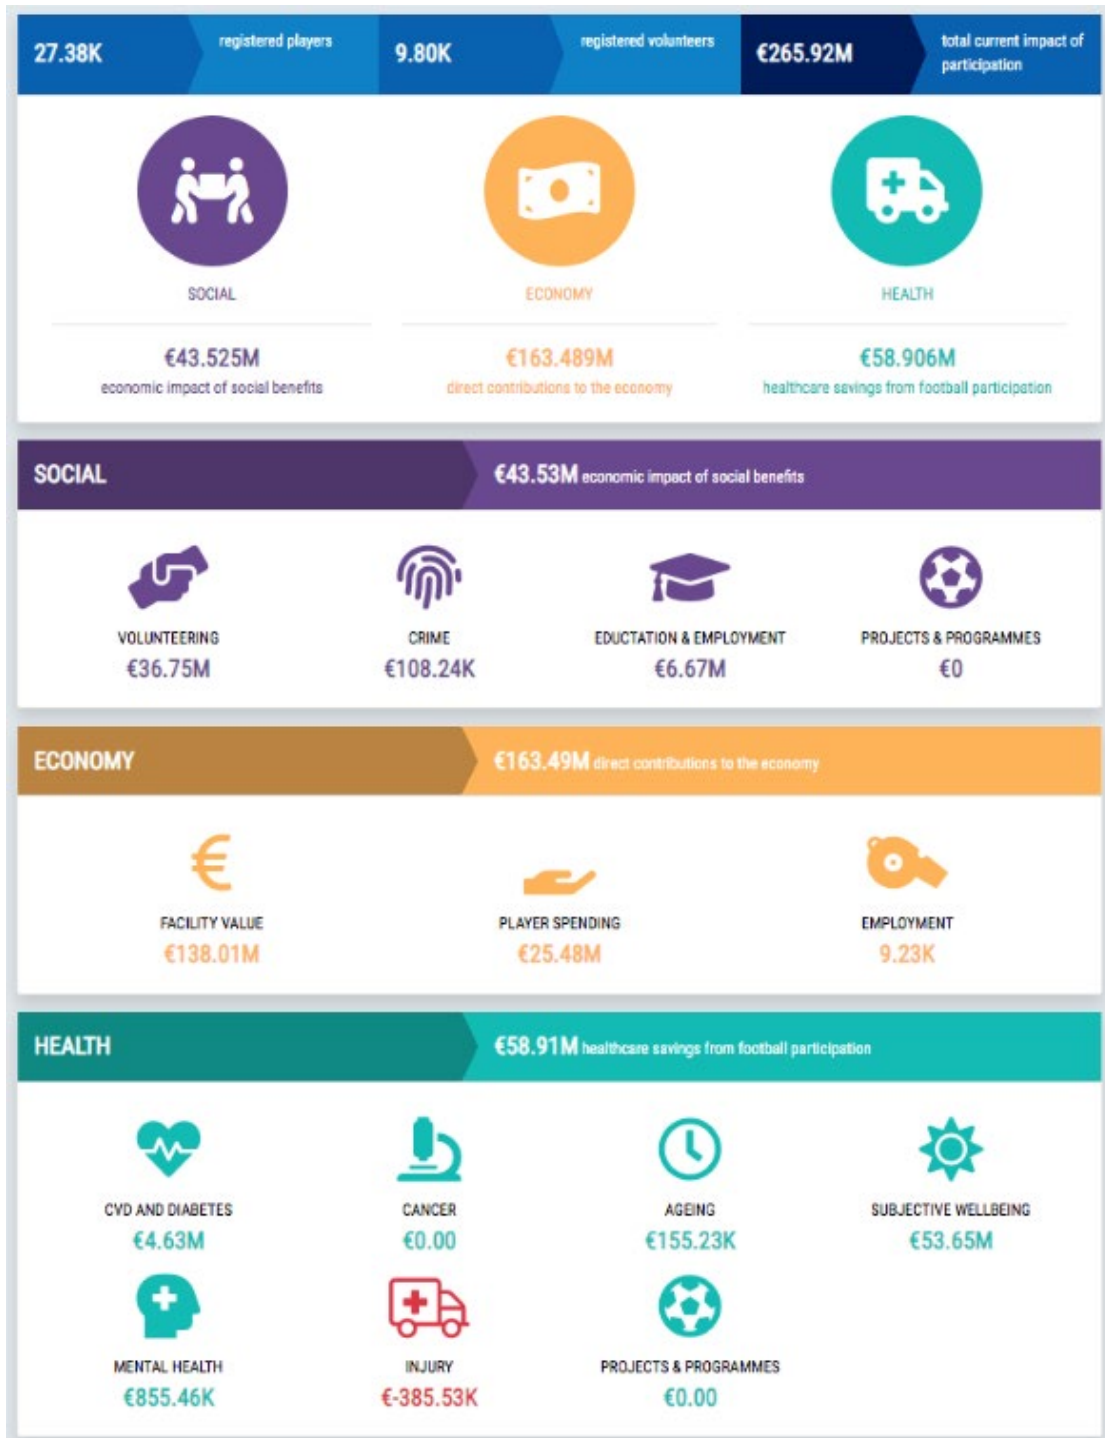 27.38K
registered players
9.80K
registered volunteers
€265.92M
total current impact of
participation
SOCIAL
€43.525M
economic impact of social benefits
ECONOMY
€163.489M
direct contributions to the economy
HEALTH
€58.906M
healthcare savings from football participation
SOCIAL
€43.53M economic impact of social benefits
VOLUNTEERING
€36.75M
CRIME
€108.24K
EDUCTATION & EMPLOYMENT
€6.67M
PROJECTS & PROGRAMMES
€0
ECONOMY
€163.49M direct contributions to the economy
€
FACILITY VALUE
€138.01M
PLAYER SPENDING
€25.48M
EMPLOYMENT
9.23K
HEALTH
€58.91M healthcare savings from football participation
CVD AND DIABETES
€4.63M
CANCER
€0.00
AGEING
€155.23K
SUBJECTIVE WELLBEING
€53.65M
MENTAL HEALTH
€855.46K
INJURY
€-385.53K
PROJECTS & PROGRAMMES
€0.00